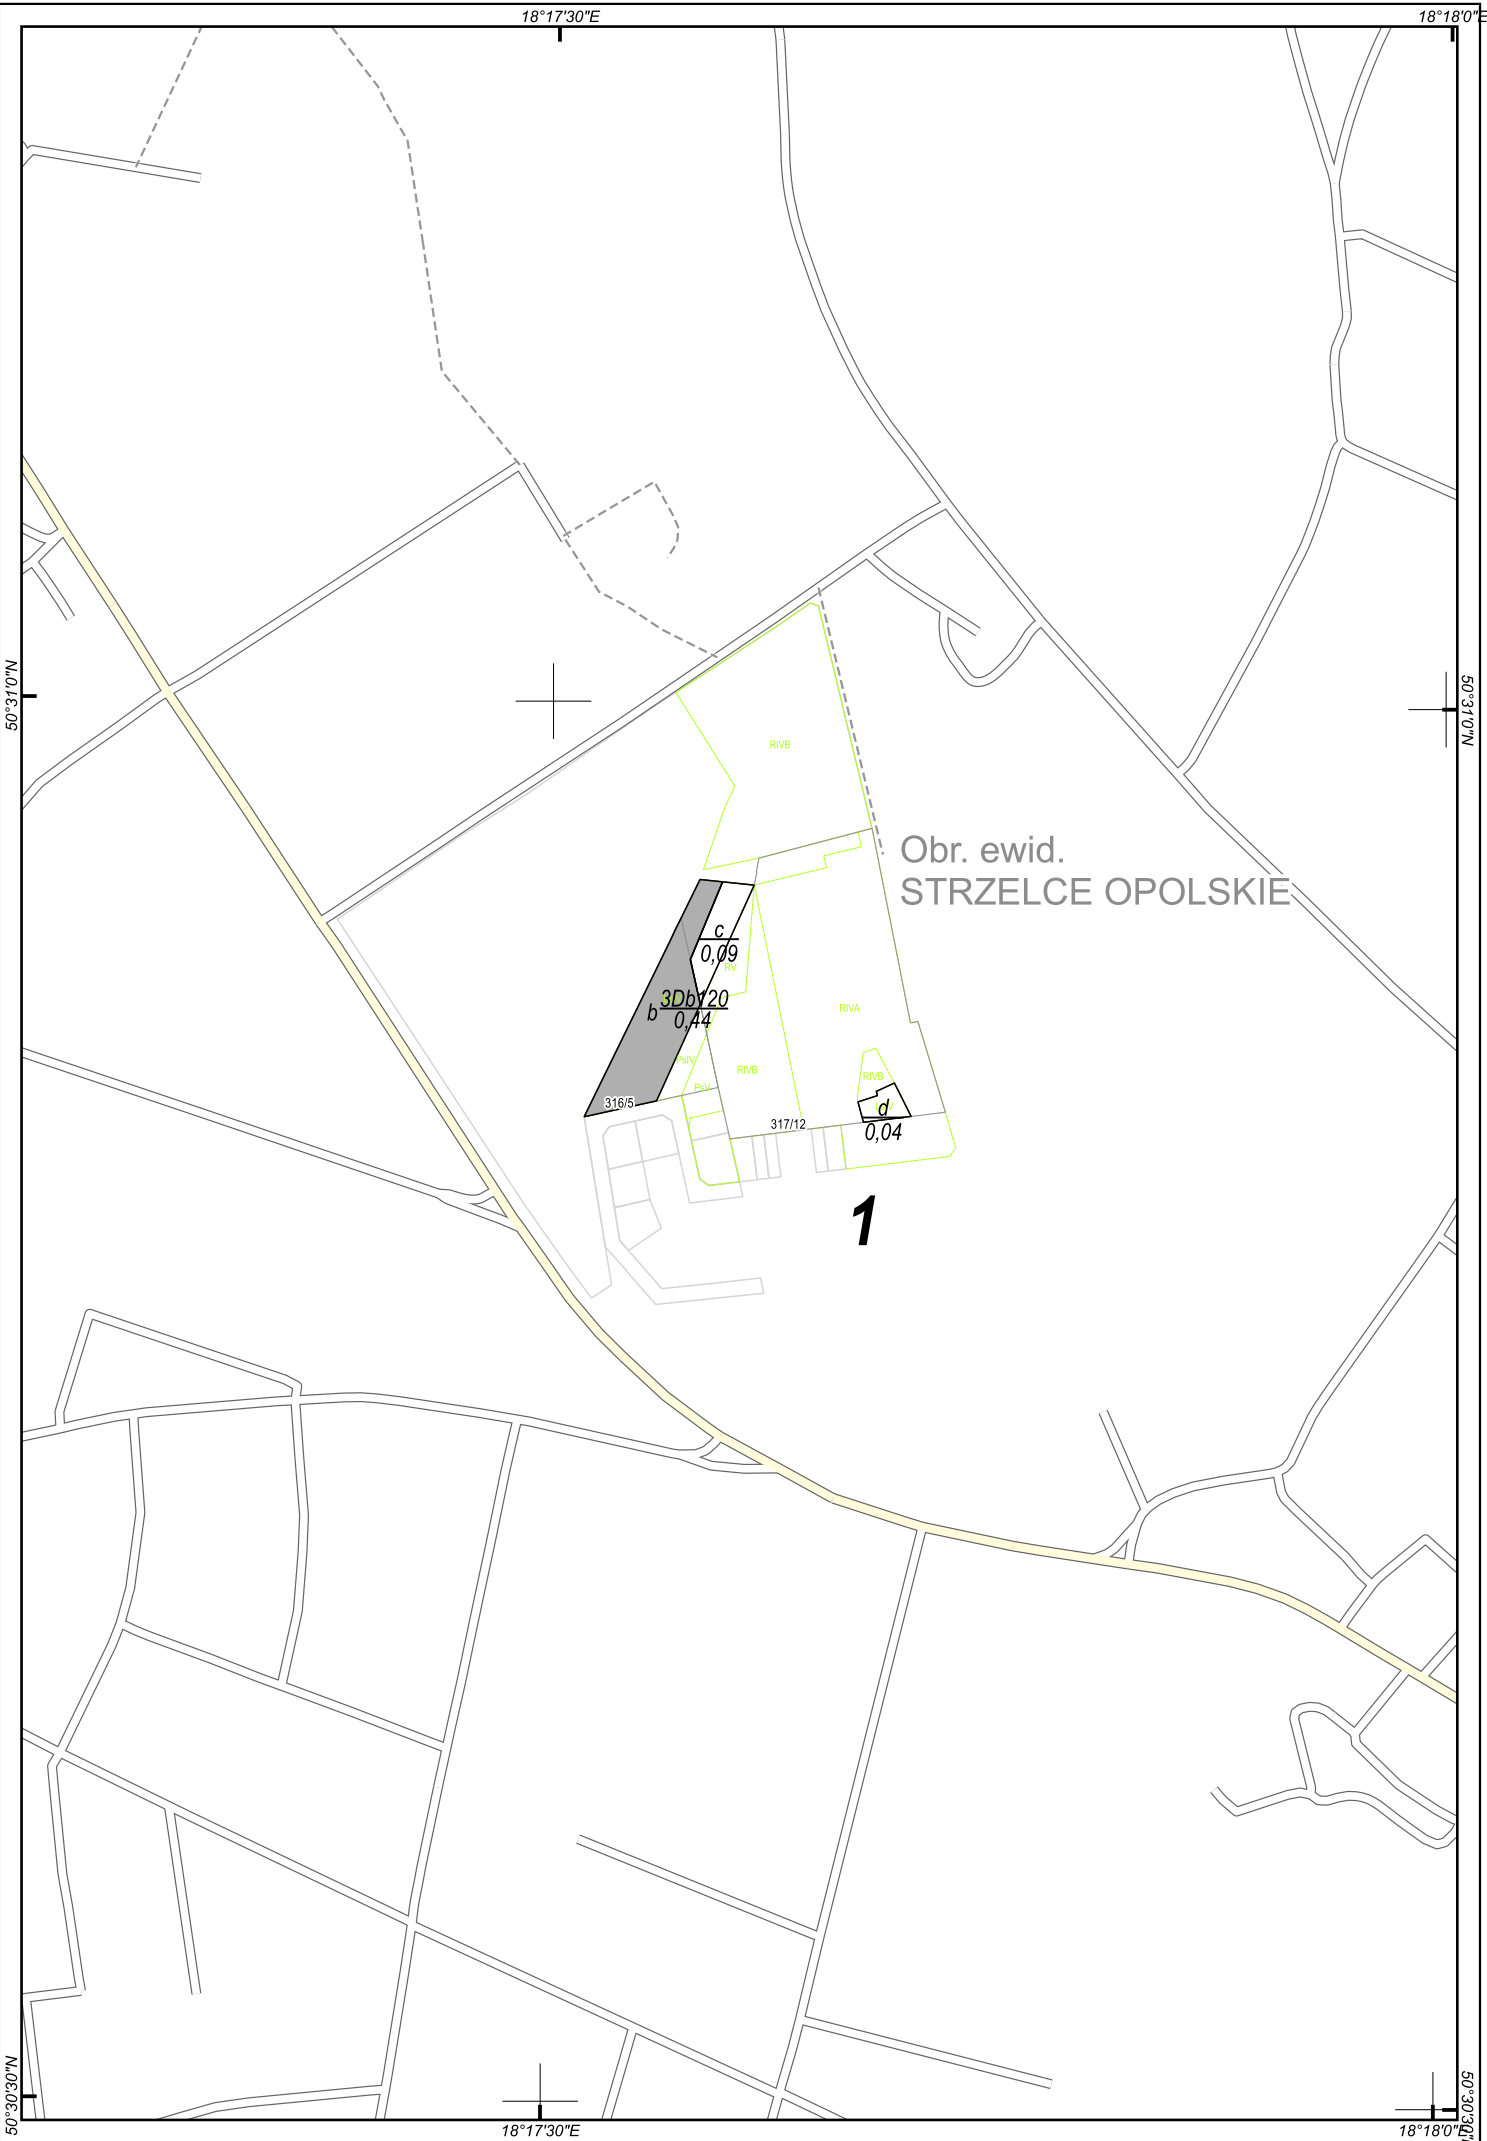 18°17'30"E
18°18'0"E
50°31'0"N
50°31'0"N
RIVB
Obr. ewid.
STRZELCE OPOLSKIE
c
0,09
RV
b 3Db120
0,44
RIVA
PsIV
RIVB
RIVB
PsV
316/5
d
0,04
317/12
1
50°30'30"N
50°30'30"N
18°17'30"E
18°18'0"E